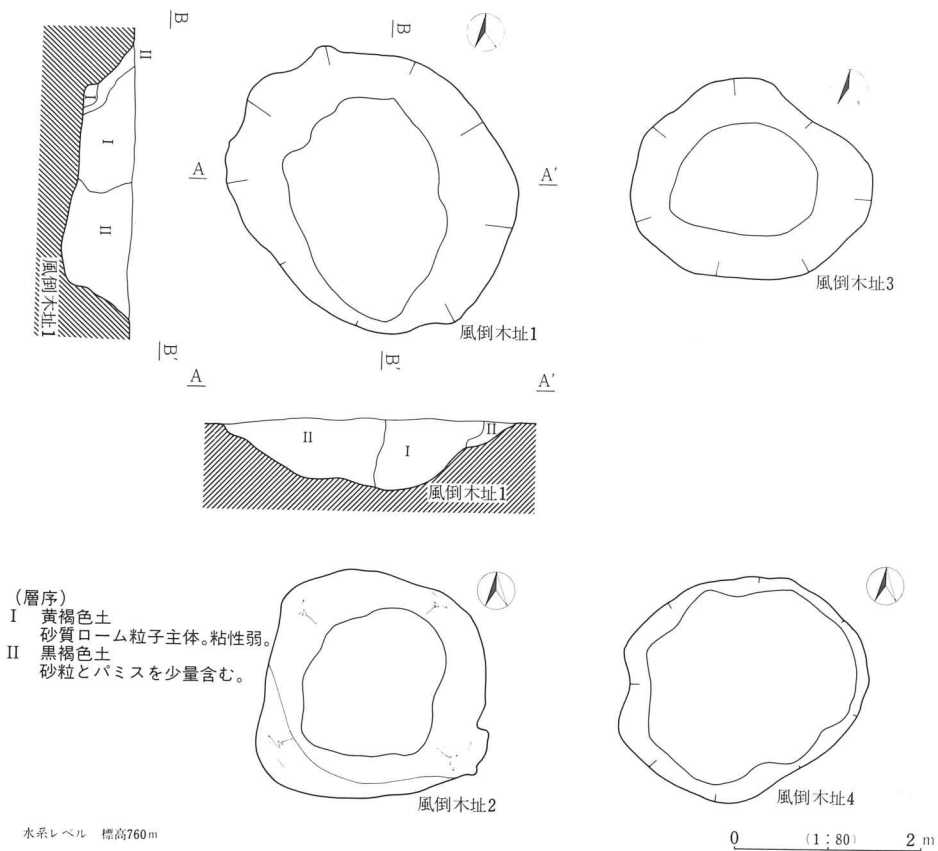 B
II
I
I
II
風倒木址1
B'
B
A
A'
風倒木址1
B'
風倒木址3
A
A'
II
I
II
風倒木址1
(層序)
I 黄褐色土
砂質ローム粒子主体。粘性弱。
II 黒褐色土
砂粒とパミスを少量含む。
風倒木址2
風倒木址4
水糸レベル 標高760m
0 (1:80) 2m